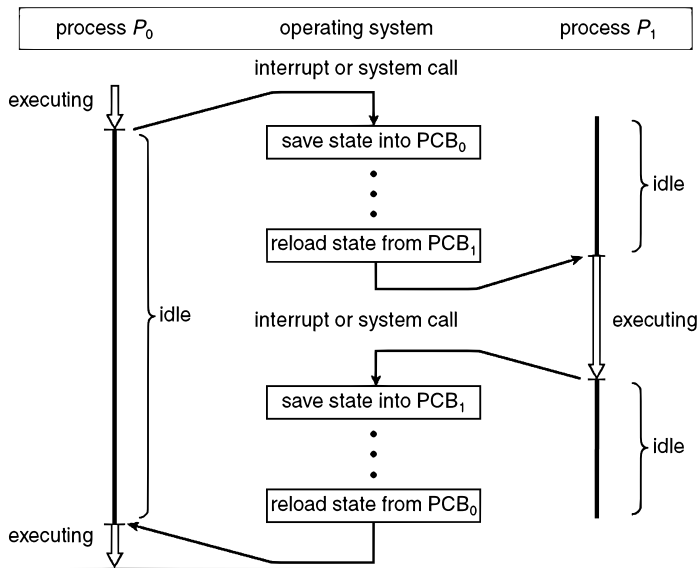 process P₀ operating system process P₁
interrupt or system call
executing
save state into PCB₀
idle
reload state from PCB₁
idle
interrupt or system call
executing
save state into PCB₁
idle
reload state from PCB₀
executing